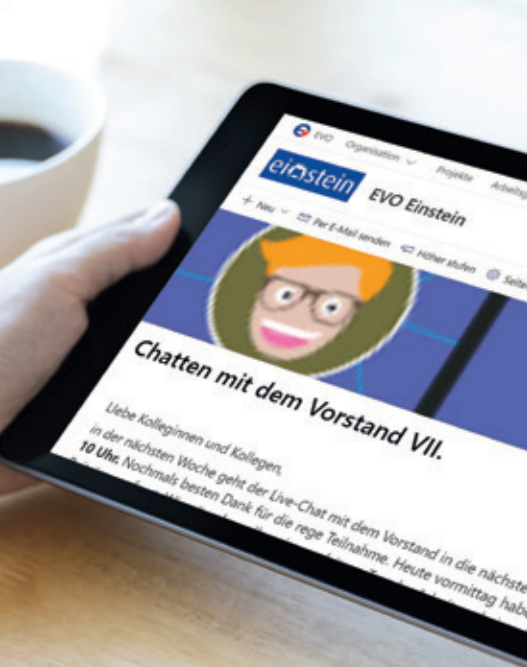 EVO Organisation Projekte
einstein EVO Einstein
+ Neu Per E-Mail senden Höher stufen
Chatten mit dem Vorstand VII.
Liebe Kolleginnen und Kollegen,
in der nächsten Woche geht der Live-Chat mit dem Vorstand in die nächste
10 Uhr. Nochmals besten Dank für die rege Teilnahme. Heute vormittag habe